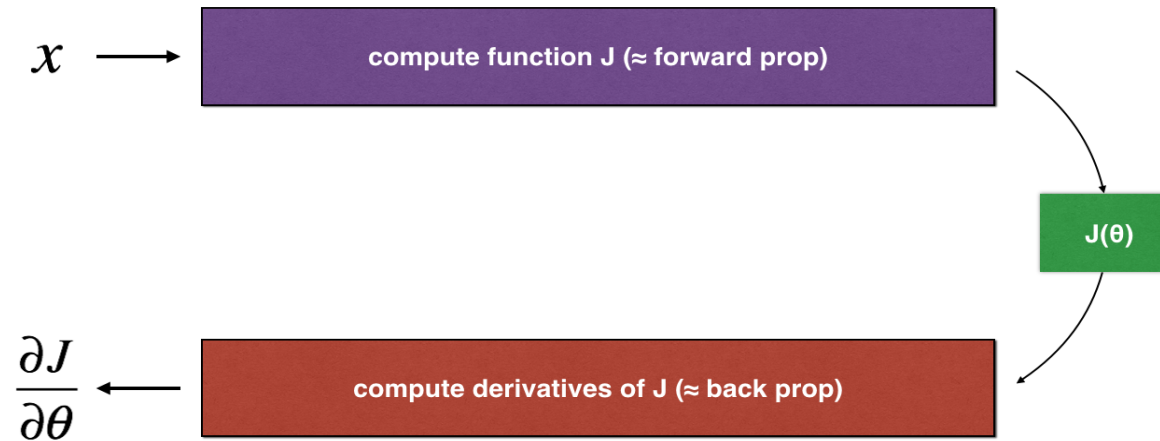 x
compute function J (≈ forward prop)
J(θ)
∂J
∂θ
compute derivatives of J (≈ back prop)